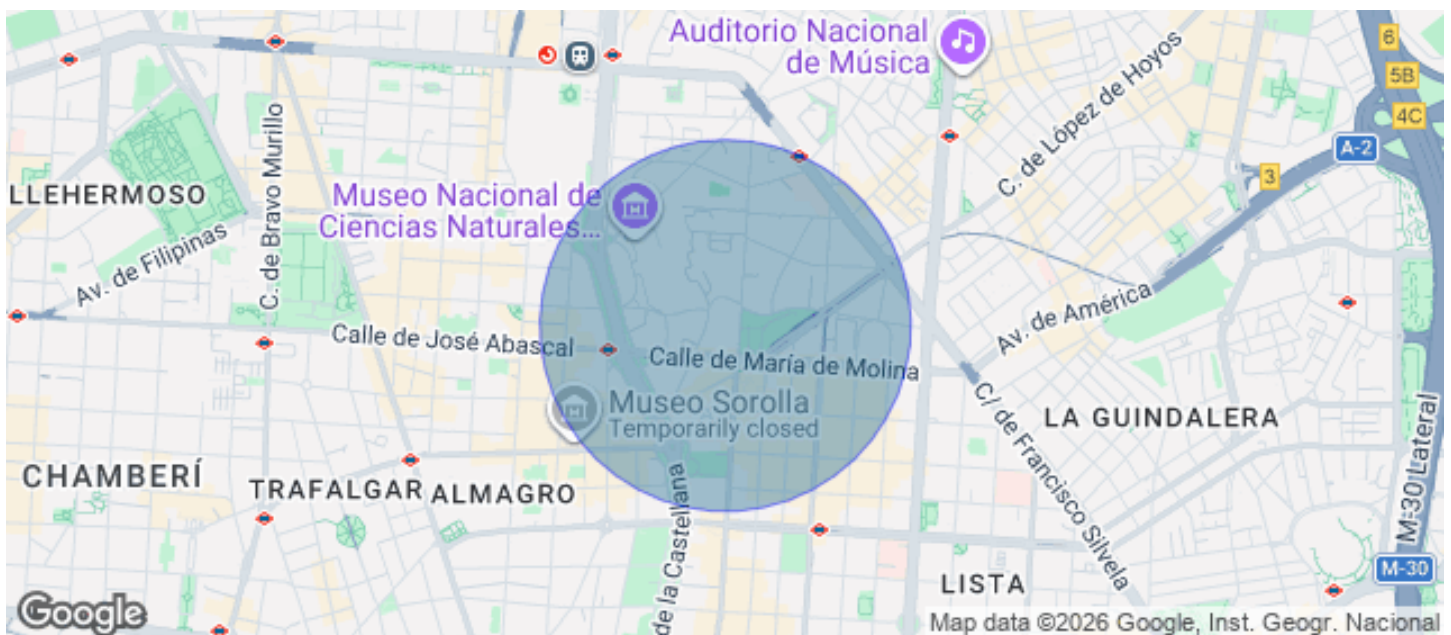 Auditorio Nacional
de Música
6
5B
4C
A-2
3
C. de López de Hoyos
C. de Bravo Murillo
LLEHERMOSO
Museo Nacional de
Ciencias Naturales...
Av. de Filipinas
Av. de América
Calle de José Abascal
Calle de María de Molina
Museo Sorolla
Temporarily closed
C/ de Francisco Silvela
LA GUINDALERA
M-30 Lateral
CHAMBERÍ
TRAFALGAR
ALMAGRO
de la Castellana
LISTA
M-30
Google
Map data ©2026 Google, Inst. Geogr. Nacional